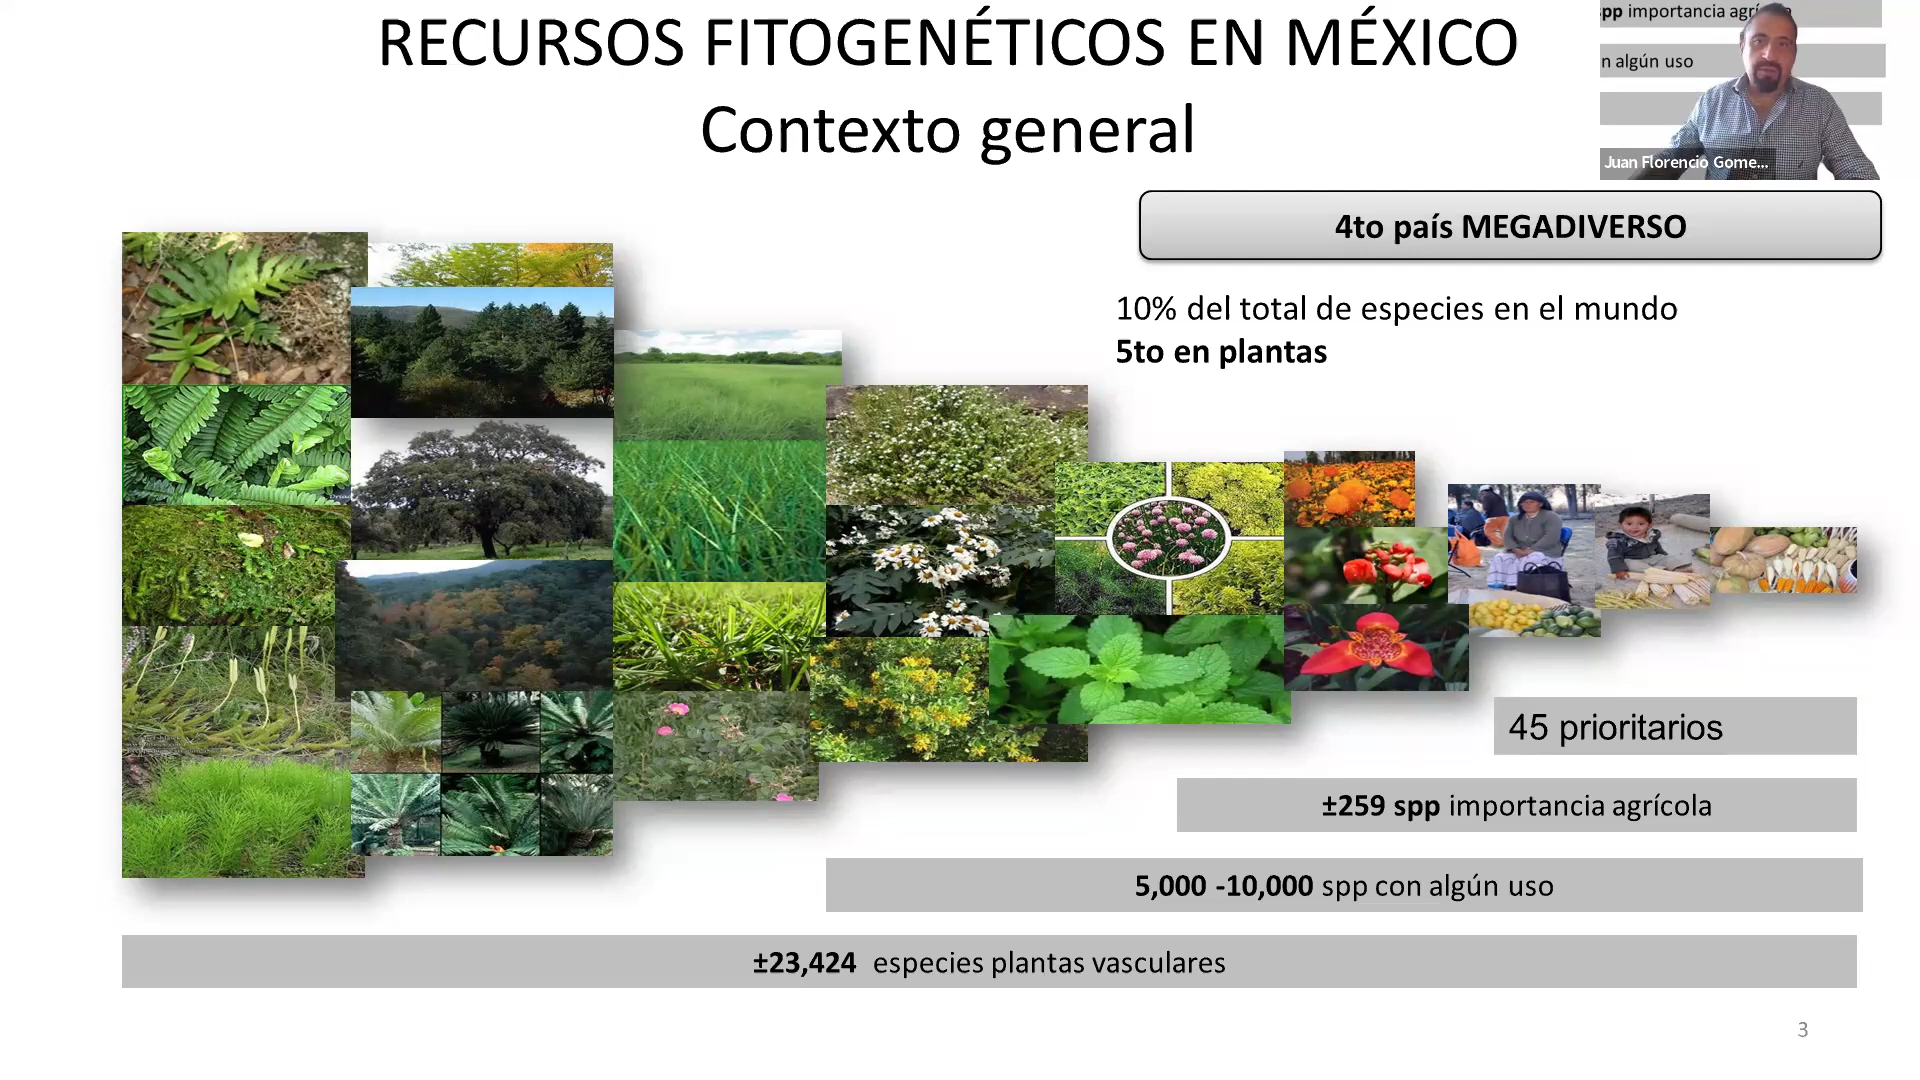 RECURSOS FITOGENÉTICOS EN MÉXICO
Contexto general
spp importancia agrí
n algún uso
Juan Florencio Gome...
4to país MEGADIVERSO
10% del total de especies en el mundo
5to en plantas
45 prioritarios
±259 spp importancia agrícola
5,000 -10,000 spp con algún uso
±23,424 especies plantas vasculares
3